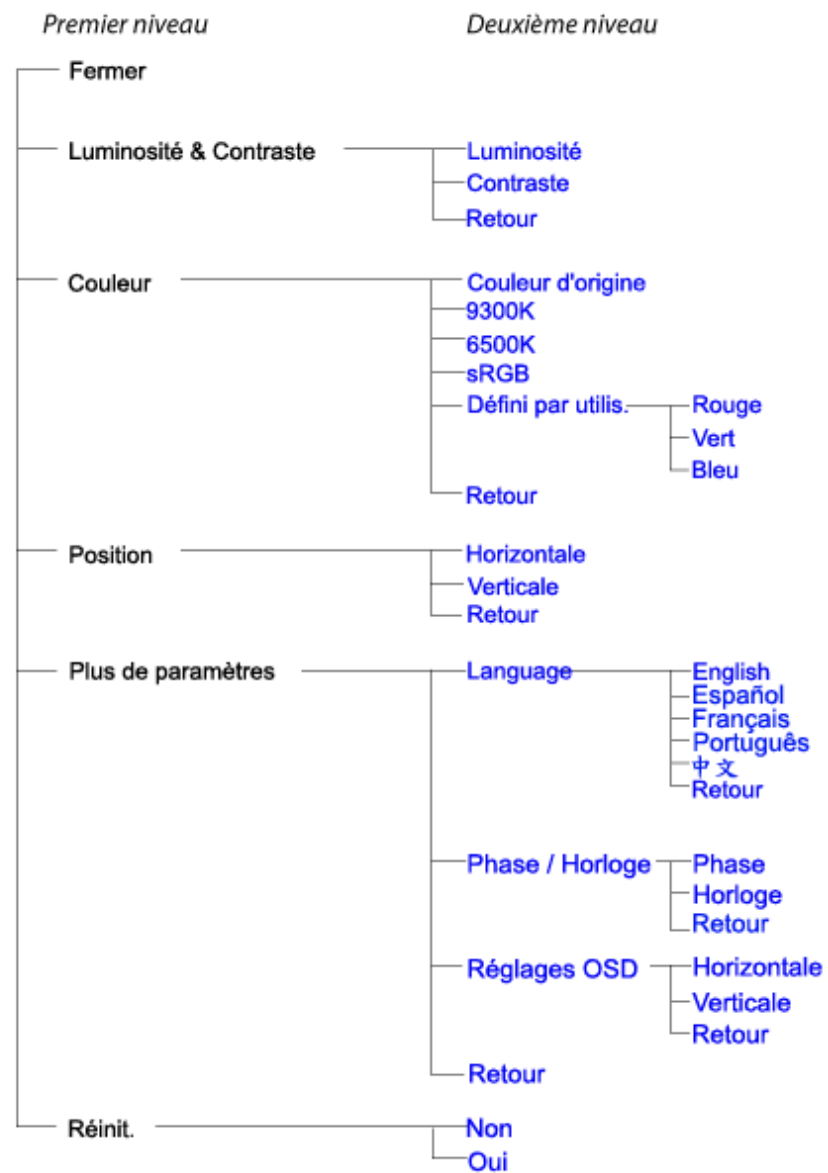 Premier niveau Deuxième niveau
Fermer
Luminosité & Contraste Luminosité
Contraste
Retour
Couleur Couleur d'origine
9300K
6500K
sRGB
Défini par utilis. Rouge
Vert
Bleu
Retour
Position Horizontale
Verticale
Retour
Plus de paramètres Language English
Español
Français
Português
中文
Retour
Phase / Horloge Phase
Horloge
Retour
Réglages OSD Horizontale
Verticale
Retour
Retour
Réinit. Non
Oui